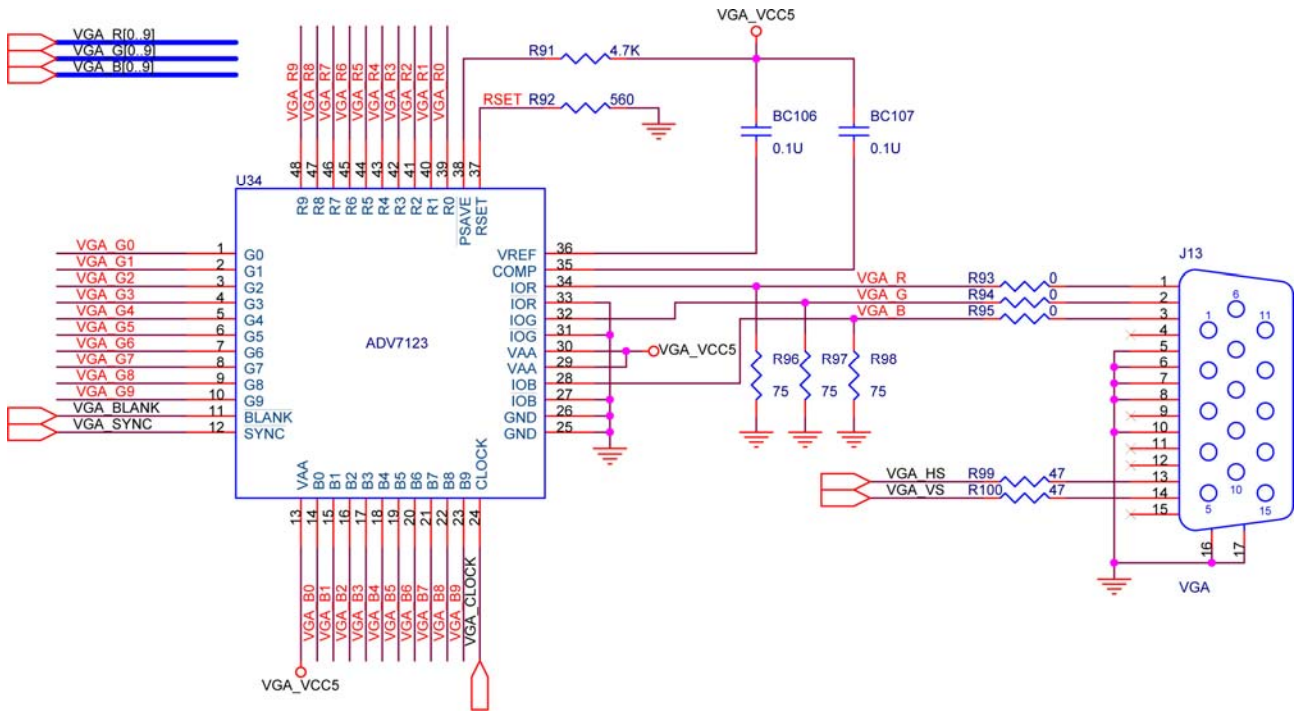 VGA_VCC5
VGA_R[0..9]
VGA_G[0..9]
VGA_B[0..9]
VGA_R9
VGA_R8
VGA_R7
VGA_R6
VGA_R5
VGA_R4
VGA_R3
VGA_R2
VGA_R1
VGA_R0
R91 4.7K
RSET R92 560
BC106
0.1U
BC107
0.1U
48 47 46 45 44 43 42 41 40 39 38 37
U34
R9 R8 R7 R6 R5 R4 R3 R2 R1 R0 PSAVE RSET
VGA_G0 1 G0
VGA_G1 2 G1
VGA_G2 3 G2
VGA_G3 4 G3
VGA_G4 5 G4
VGA_G5 6 G5
VGA_G6 7 G6
VGA_G7 8 G7
VGA_G8 9 G8
VGA_G9 10 G9
VGA_BLANK 11 BLANK
VGA_SYNC 12 SYNC
ADV7123
VREF 36
COMP 35
IOR 34
IOR 33
IOG 32
IOG 31
VAA 30
VAA 29
IOB 28
IOB 27
GND 26
GND 25
VGA_VCC5
VGA_R R93 0
VGA_G R94 0
VGA_B R95 0
R96 R97 R98
75 75 75
VGA_HS R99 47
VGA_VS R100 47
J13
1
2
3
4
5
6
7
8
9
10
11
12
13
14
15
6
1 11
10
5 15
16 17
VGA
VAA B0 B1 B2 B3 B4 B5 B6 B7 B8 B9 CLOCK
13 14 15 16 17 18 19 20 21 22 23 24
VGA_B0
VGA_B1
VGA_B2
VGA_B3
VGA_B4
VGA_B5
VGA_B6
VGA_B7
VGA_B8
VGA_B9
VGA_CLOCK
VGA_VCC5